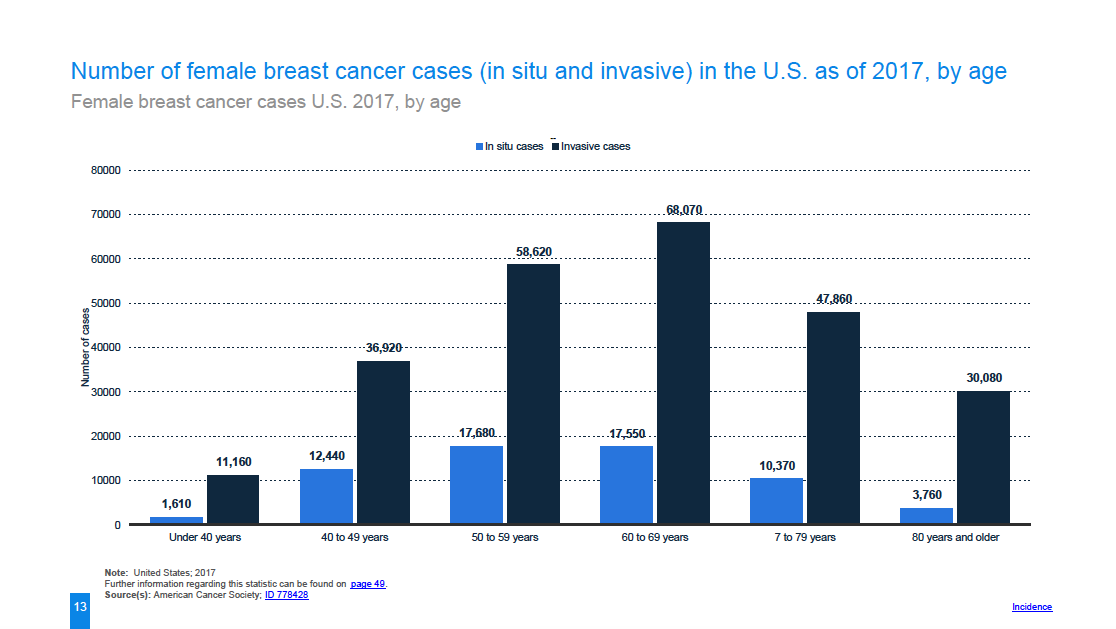 Number of female breast cancer cases (in situ and invasive) in the U.S. as of 2017, by age
Female breast cancer cases U.S. 2017, by age
In situ cases Invasive cases
80000
70000
60000
50000
40000
30000
20000
10000
0
Number of cases
1,610
11,160
12,440
36,920
17,680
58,620
17,550
68,070
10,370
47,860
3,760
30,080
Under 40 years
40 to 49 years
50 to 59 years
60 to 69 years
7 to 79 years
80 years and older
Note: United States; 2017
Further information regarding this statistic can be found on page 49.
Source(s): American Cancer Society; ID 778428
13
Incidence